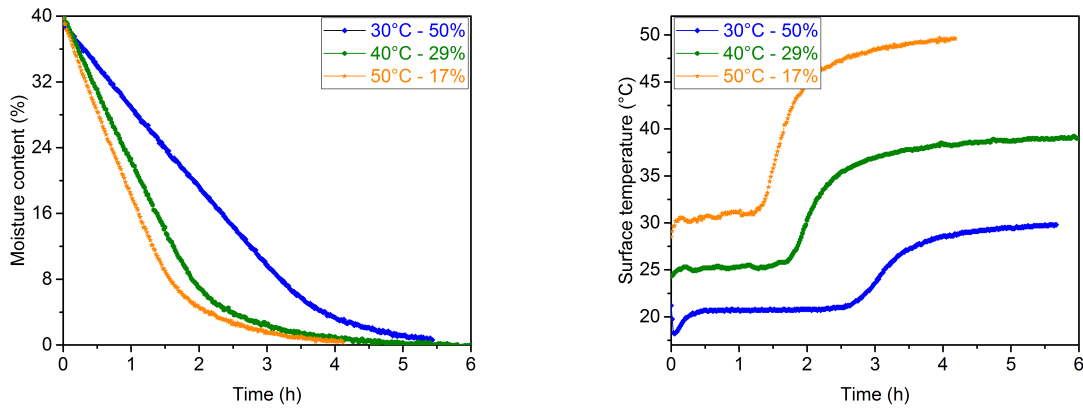 40
32
24
16
8
0
Moisture content (%)
30°C - 50%
40°C - 29%
50°C - 17%
0 1 2 3 4 5 6
Time (h)
50
45
40
35
30
25
20
Surface temperature (°C)
30°C - 50%
40°C - 29%
50°C - 17%
0 1 2 3 4 5 6
Time (h)